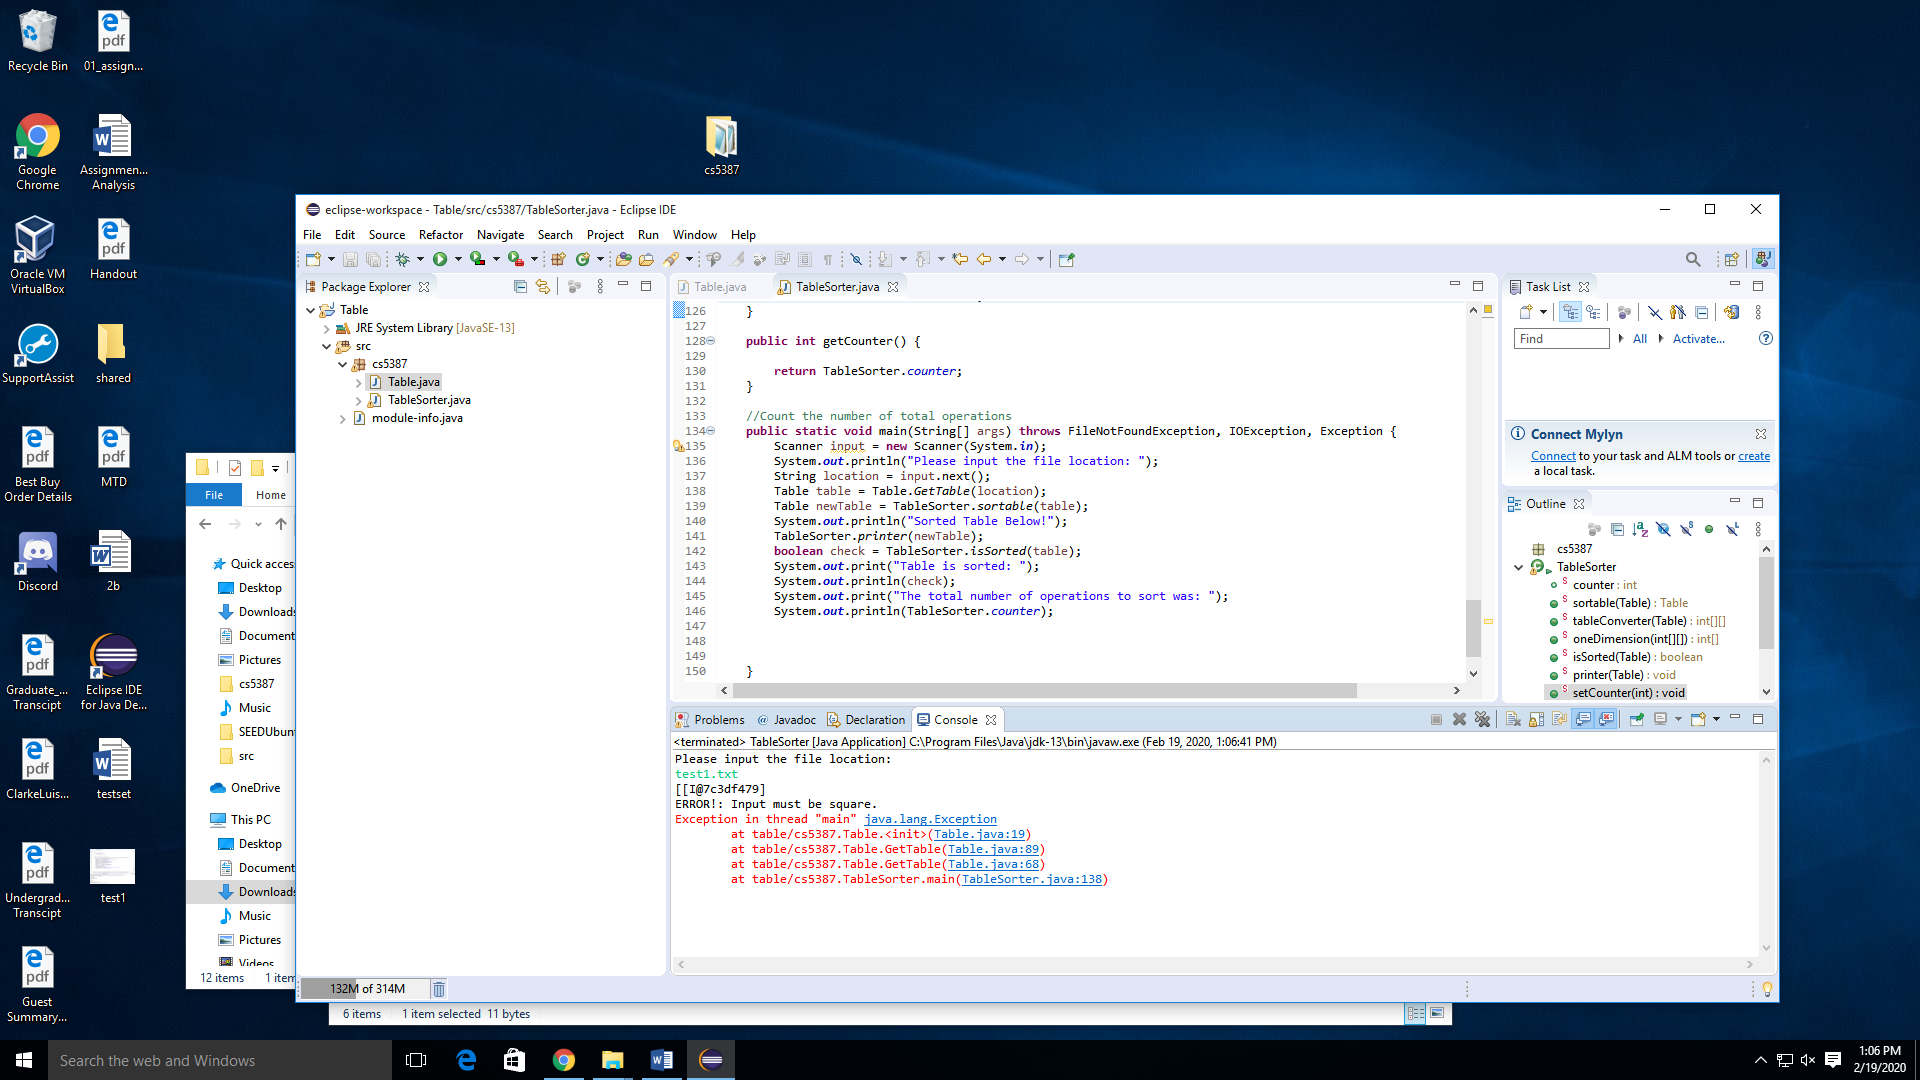 Recycle Bin
01_assign...
Google Chrome
Assignmen... Analysis
Oracle VM VirtualBox
Handout
SupportAssist
shared
Best Buy Order Details
MTD
Discord
2b
Graduate_... Transcript
Eclipse IDE for Java De...
ClarkeLuis...
testset
Undergrad... Transcipt
test1
Guest Summary...
cs5387
File
Home
Quick acces
Desktop
Downloads
Document
Pictures
cs5387
Music
SEEDUbun
src
OneDrive
This PC
Desktop
Document
Downloads
Music
Pictures
Videos
12 items 1 item
eclipse-workspace - Table/src/cs5387/TableSorter.java - Eclipse IDE
File Edit Source Refactor Navigate Search Project Run Window Help
Package Explorer
Table
JRE System Library [JavaSE-13]
src
cs5387
Table.java
TableSorter.java
module-info.java
132M of 314M
Table.java
TableSorter.java
126 }
127
128 public int getCounter() {
129
130 return TableSorter.counter;
131 }
132
133 //Count the number of total operations
134 public static void main(String[] args) throws FileNotFoundException, IOException, Exception {
135 Scanner input = new Scanner(System.in);
136 System.out.println("Please input the file location: ");
137 String location = input.next();
138 Table table = Table.GetTable(location);
139 Table newTable = TableSorter.sortable(table);
140 System.out.println("Sorted Table Below!");
141 TableSorter.printer(newTable);
142 boolean check = TableSorter.isSorted(table);
143 System.out.print("Table is sorted: ");
144 System.out.println(check);
145 System.out.print("The total number of operations to sort was: ");
146 System.out.println(TableSorter.counter);
147
148
149
150 }
Task List
Find
All
Activate...
Connect Mylyn
Connect to your task and ALM tools or create
a local task.
Outline
cs5387
TableSorter
counter : int
sortable(Table) : Table
tableConverter(Table) : int[][]
oneDimension(int[][]) : int[]
isSorted(Table) : boolean
printer(Table) : void
setCounter(int) : void
Problems Javadoc Declaration Console
<terminated> TableSorter [Java Application] C:\Program Files\Java\jdk-13\bin\javaw.exe (Feb 19, 2020, 1:06:41 PM)
Please input the file location:
test1.txt
[[I@7c3df479]
ERROR!: Input must be square.
Exception in thread "main" java.lang.Exception
at table/cs5387.Table.<init>(Table.java:19)
at table/cs5387.Table.GetTable(Table.java:89)
at table/cs5387.Table.GetTable(Table.java:68)
at table/cs5387.TableSorter.main(TableSorter.java:138)
6 items 1 item selected 11 bytes
Search the web and Windows
1:06 PM
2/19/2020